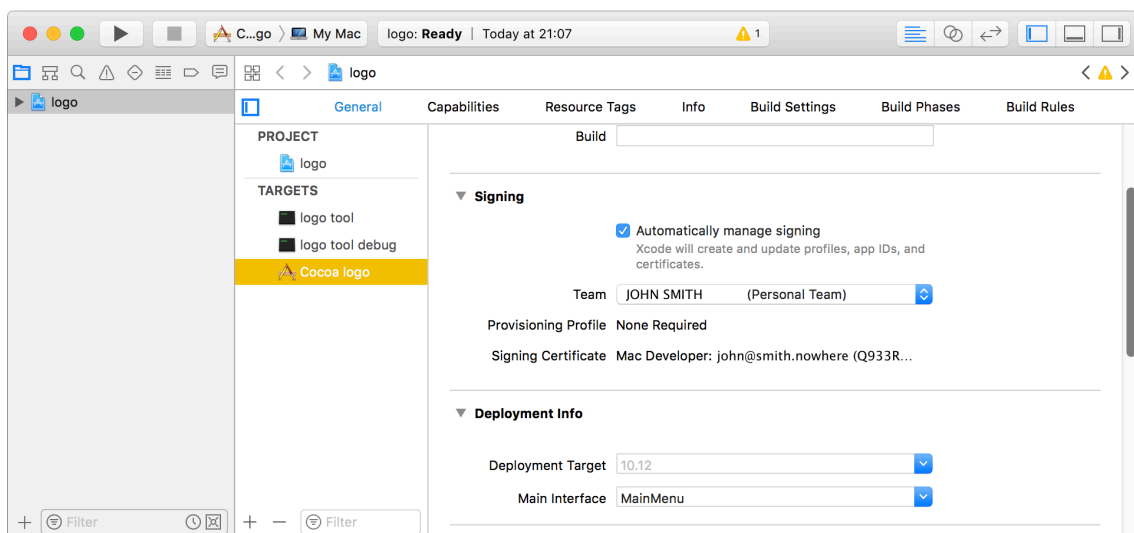 C...go 〉 My Mac
logo: Ready | Today at 21:07
1
logo
logo
General Capabilities Resource Tags Info Build Settings Build Phases Build Rules
PROJECT
logo
TARGETS
logo tool
logo tool debug
Cocoa logo
Build
Signing
Automatically manage signing
Xcode will create and update profiles, app IDs, and
certificates.
Team JOHN SMITH (Personal Team)
Provisioning Profile None Required
Signing Certificate Mac Developer: john@smith.nowhere (Q933R...
Deployment Info
Deployment Target 10.12
Main Interface MainMenu
Filter
Filter